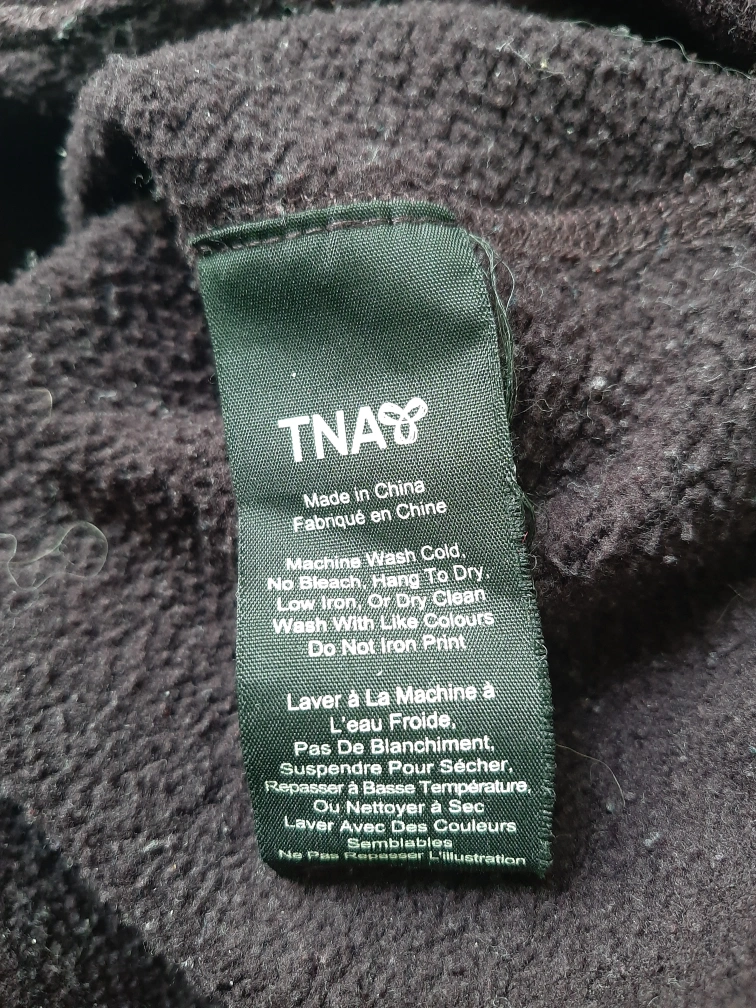 TNA
Made in China
Fabriqué en Chine
Machine Wash Cold,
No Bleach, Hang To Dry,
Low Iron, Or Dry Clean
Wash With Like Colours
Do Not Iron Print
Laver à La Machine à
L'eau Froide,
Pas De Blanchiment,
Suspendre Pour Sécher,
Repasser à Basse Température,
Ou Nettoyer à Sec
Laver Avec Des Couleurs
Semblables
Ne Pas Repasser L'illustration